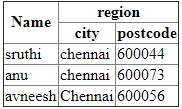 Name region
city postcode
sruthi chennai 600044
anu chennai 600073
avneesh Chennai 600056